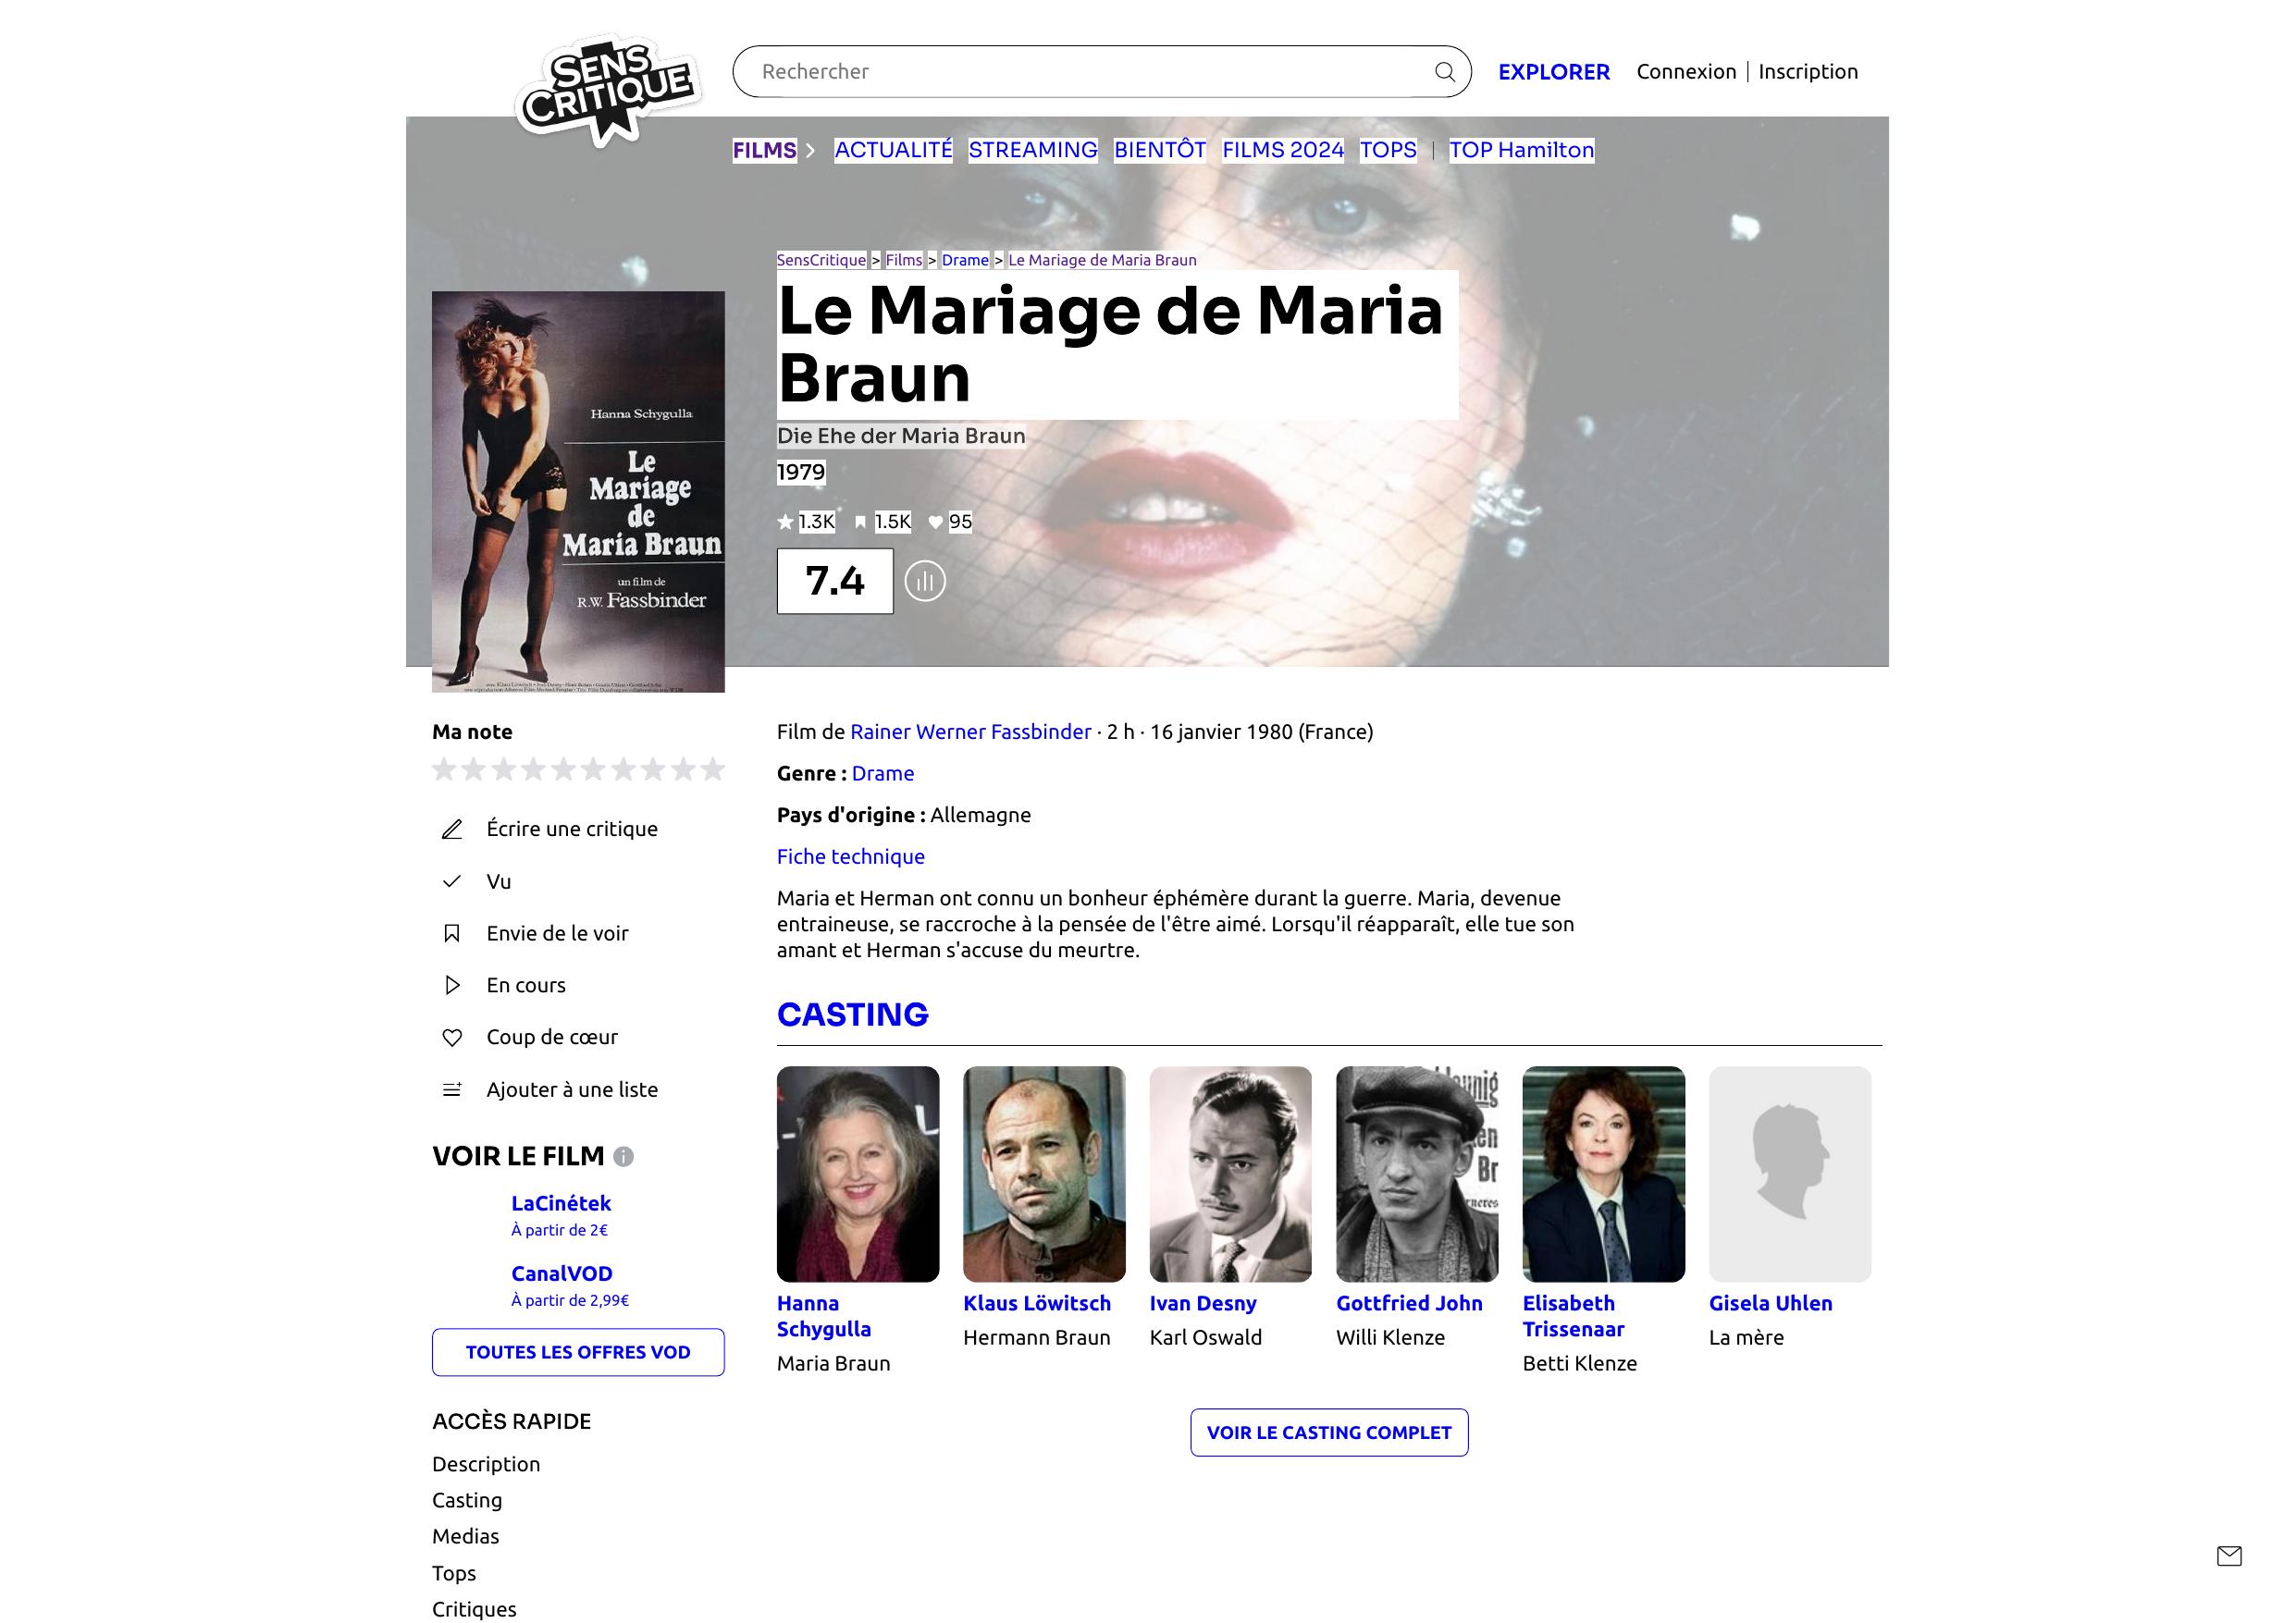 SENS
CRITIQUE
Rechercher
EXPLORER
Connexion | Inscription
FILMS
ACTUALITÉ
STREAMING
BIENTÔT
FILMS 2024
TOPS
|
TOP Hamilton
SensCritique > Films > Drame > Le Mariage de Maria Braun
Le Mariage de Maria
Braun
Die Ehe der Maria Braun
1979
1.3K
1.5K
95
7.4
Hanna Schygulla
Le
Mariage
de
Maria Braun
un film de
R.W. Fassbinder
Ma note
Écrire une critique
Vu
Envie de le voir
En cours
Coup de cœur
Ajouter à une liste
VOIR LE FILM
LaCinétek
À partir de 2€
CanalVOD
À partir de 2,99€
TOUTES LES OFFRES VOD
ACCÈS RAPIDE
Description
Casting
Medias
Tops
Critiques
Film de Rainer Werner Fassbinder · 2 h · 16 janvier 1980 (France)
Genre : Drame
Pays d'origine : Allemagne
Fiche technique
Maria et Herman ont connu un bonheur éphémère durant la guerre. Maria, devenue
entraineuse, se raccroche à la pensée de l'être aimé. Lorsqu'il réapparaît, elle tue son
amant et Herman s'accuse du meurtre.
CASTING
Hanna
Schygulla
Maria Braun
Klaus Löwitsch
Hermann Braun
Ivan Desny
Karl Oswald
Gottfried John
Willi Klenze
Elisabeth
Trissenaar
Betti Klenze
Gisela Uhlen
La mère
VOIR LE CASTING COMPLET